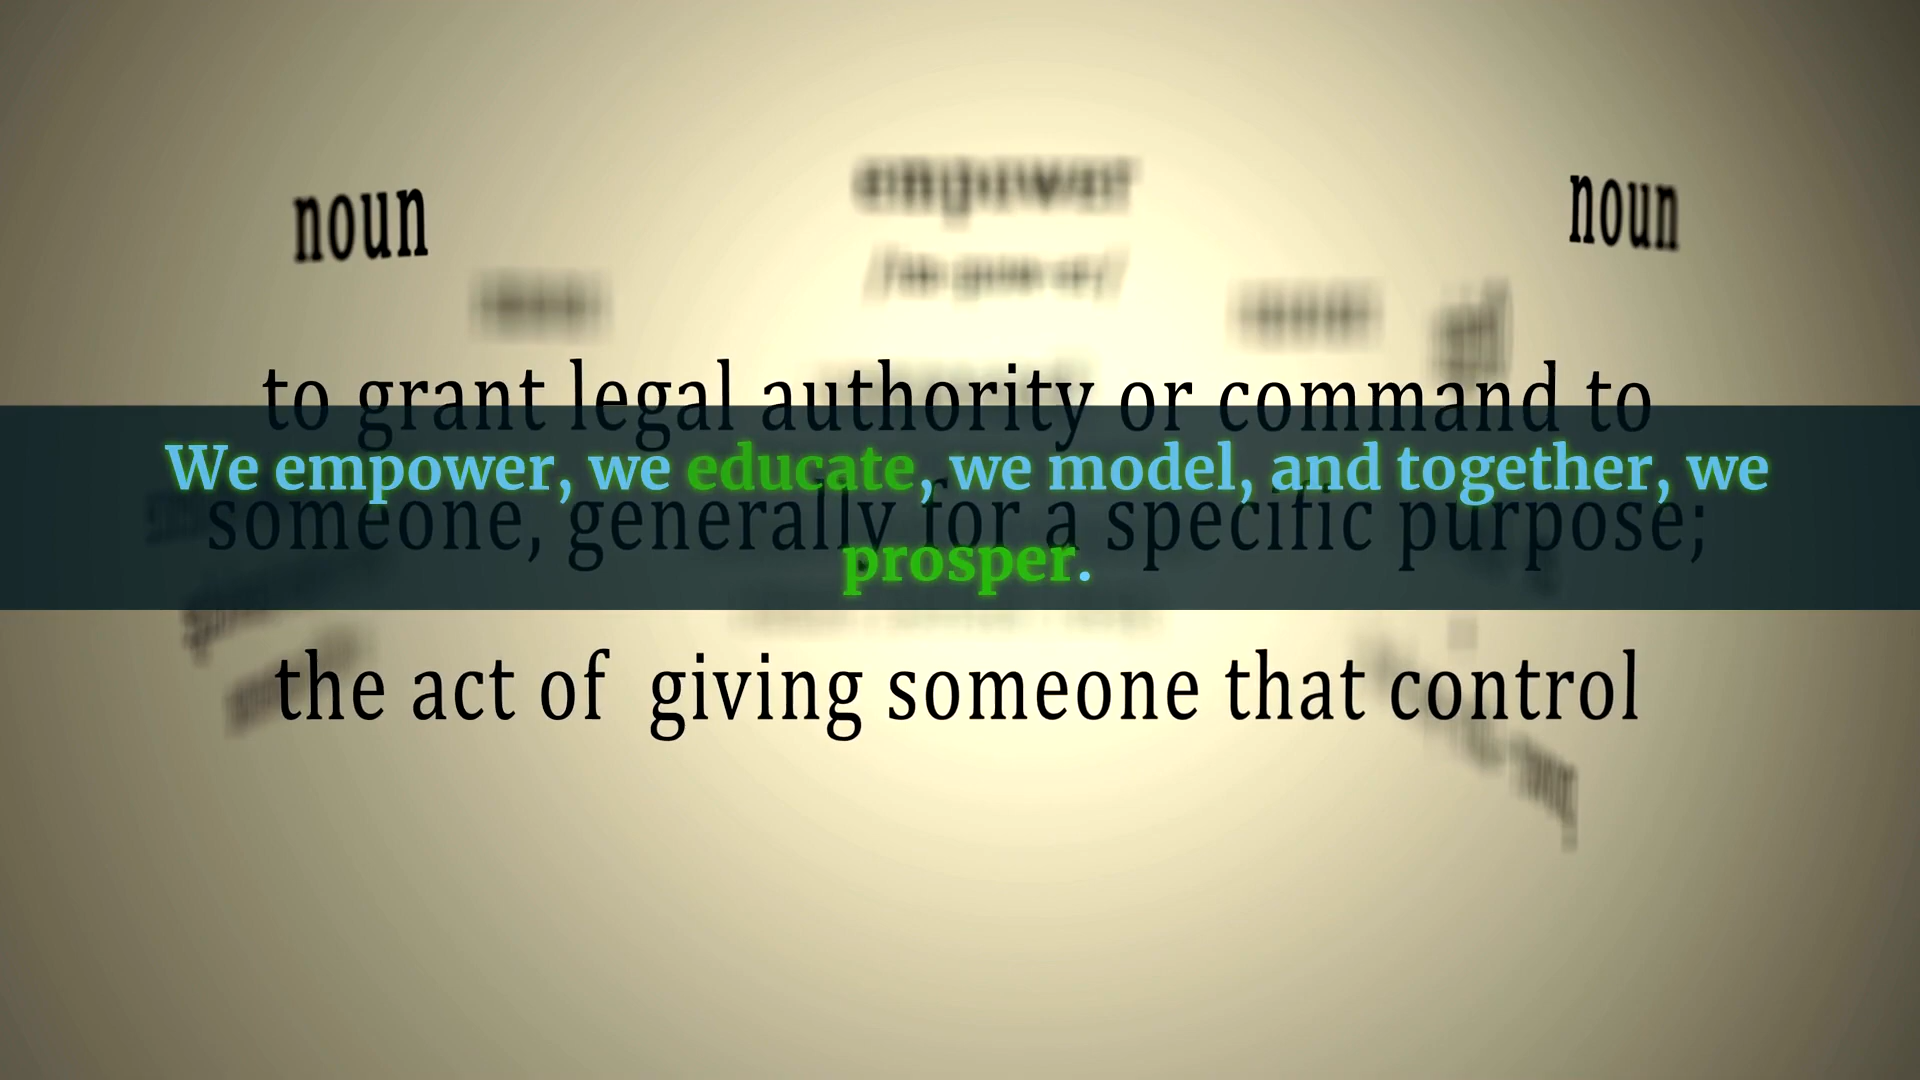 empower
noun
noun
to grant legal authority or command to
We empower, we educate, we model, and together, we
someone, generally for a specific purpose;
prosper.
the act of  giving someone that control